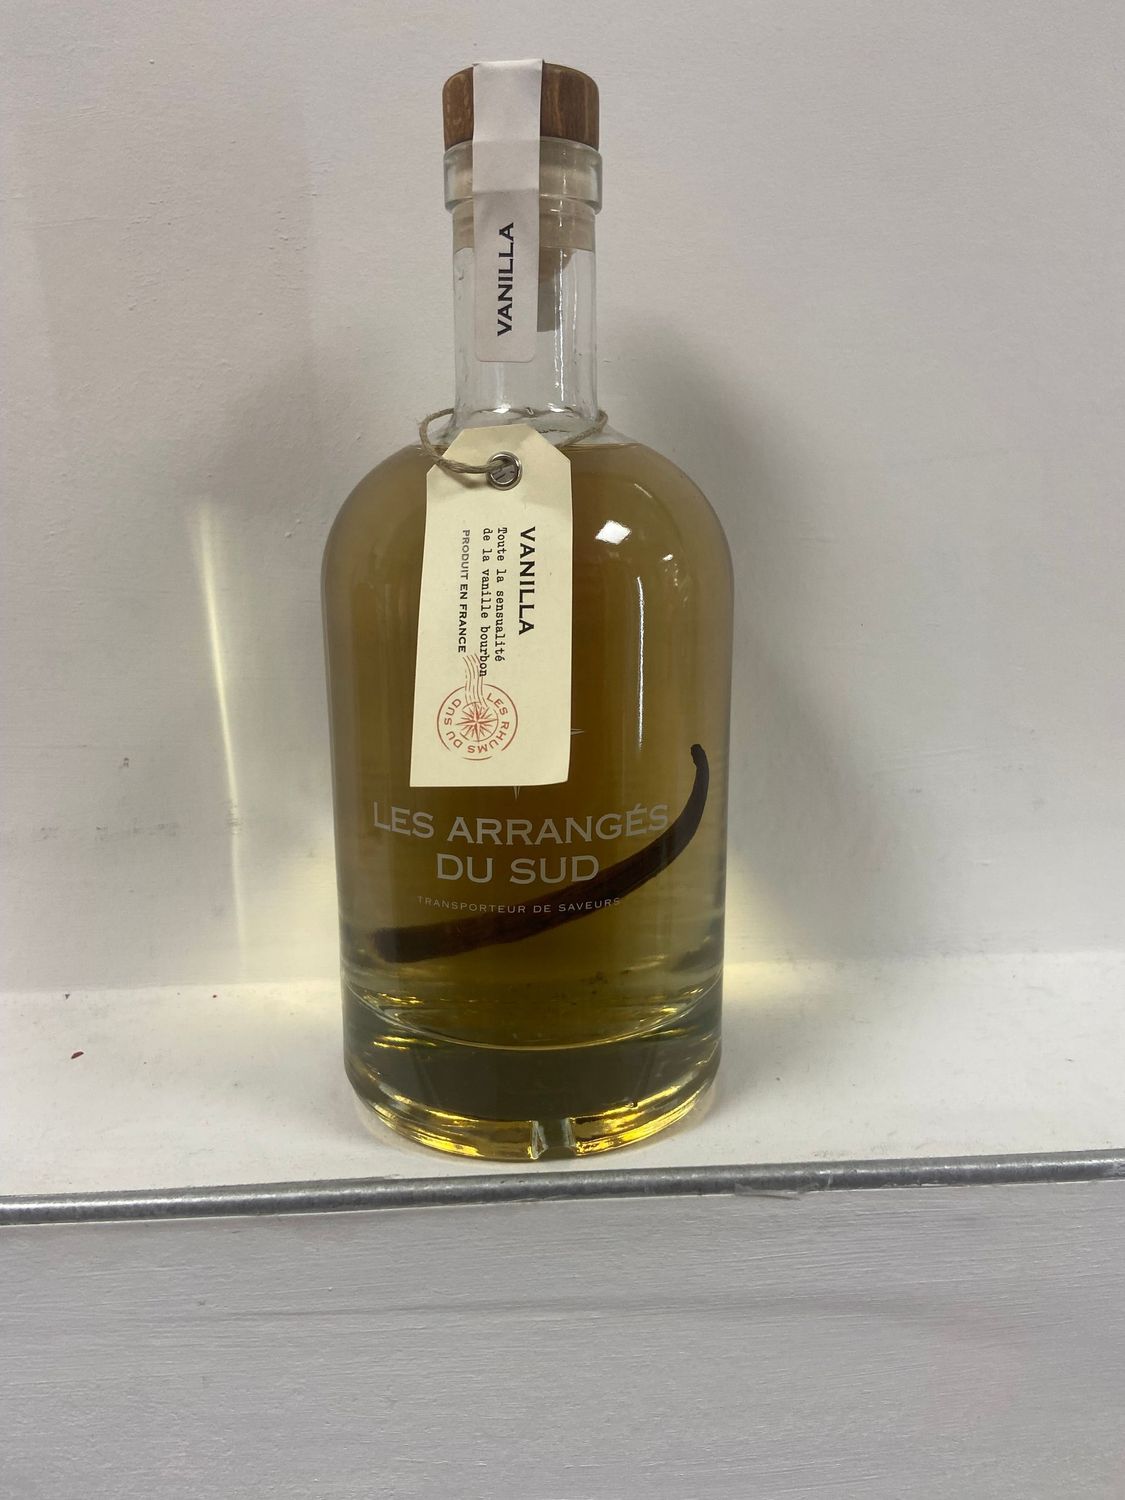 VANILLA
VANILLA
Toute la sensualité
de la vanille bourbon
PRODUIT EN FRANCE
LES RHUMS DU SUD
LES ARRANGÉS
DU SUD
TRANSPORTEUR DE SAVEURS